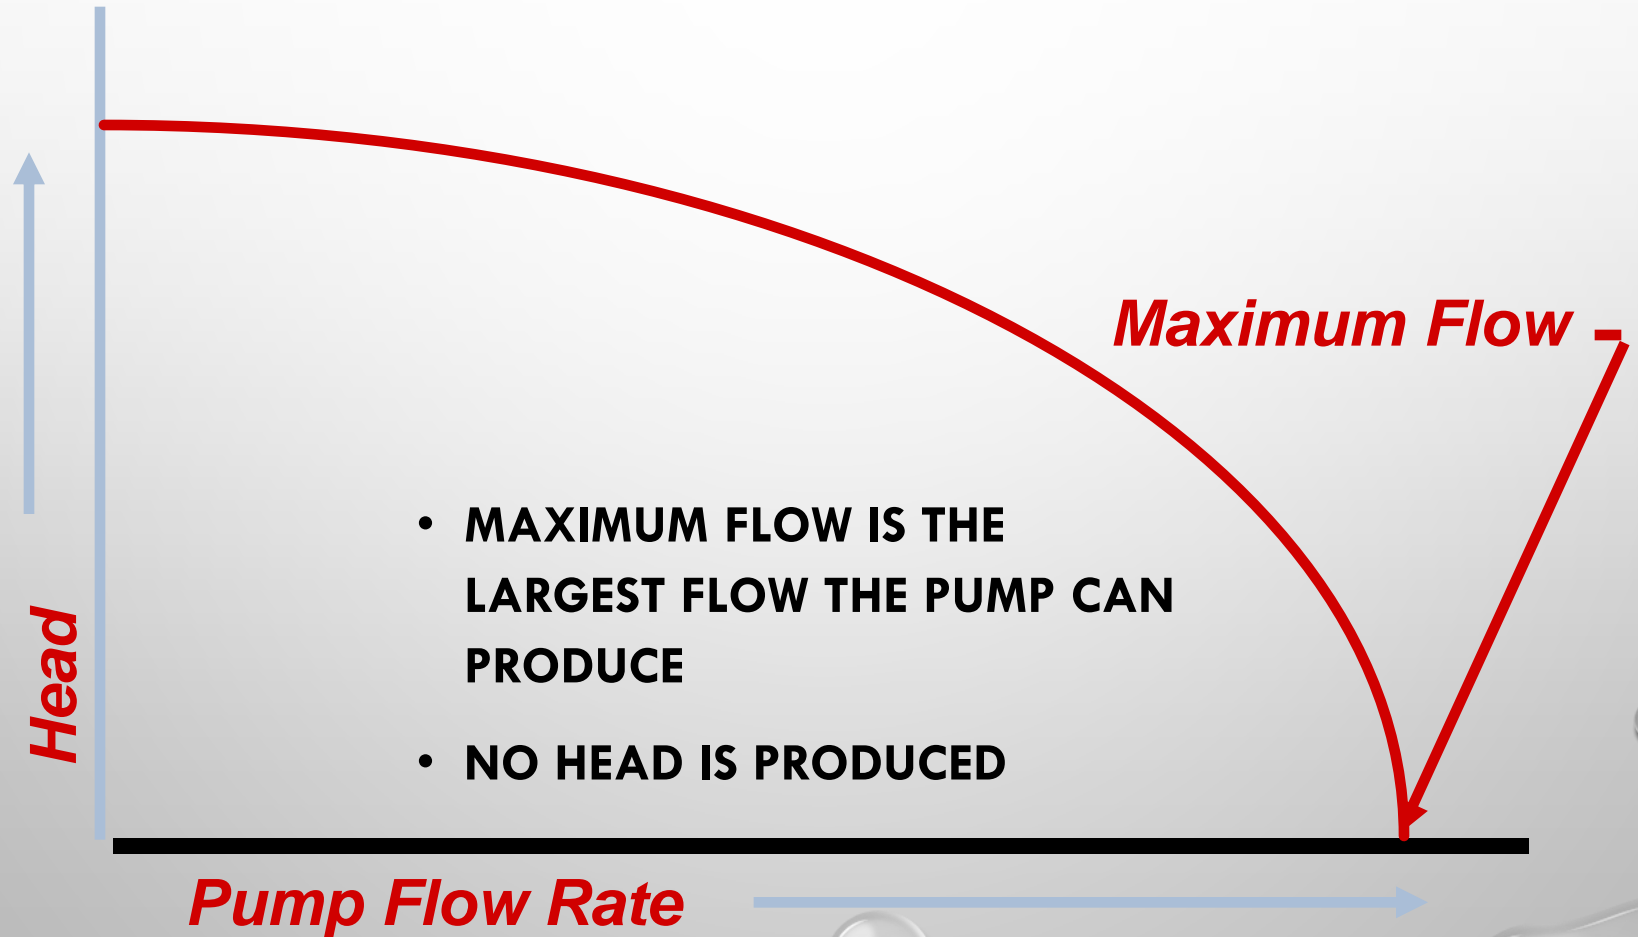 Maximum Flow -
• MAXIMUM FLOW IS THE
LARGEST FLOW THE PUMP CAN
PRODUCE
• NO HEAD IS PRODUCED
Head
Pump Flow Rate